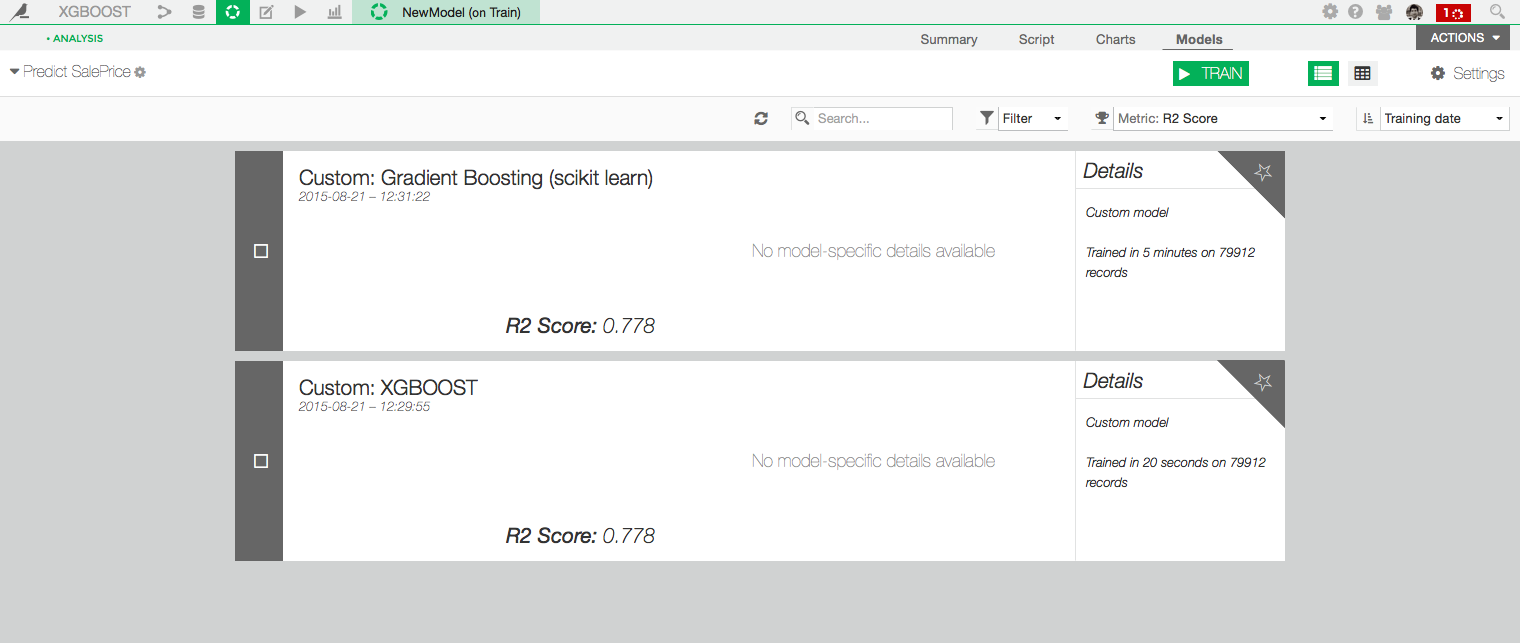 XGBOOST
NewModel (on Train)
1
• ANALYSIS
Summary
Script
Charts
Models
ACTIONS
Predict SalePrice
TRAIN
Settings
Search...
Filter
Metric: R2 Score
Training date
Custom: Gradient Boosting (scikit learn)
2015-08-21 – 12:31:22
No model-specific details available
R2 Score: 0.778
Details
Custom model
Trained in 5 minutes on 79912
records
Custom: XGBOOST
2015-08-21 – 12:29:55
No model-specific details available
R2 Score: 0.778
Details
Custom model
Trained in 20 seconds on 79912
records